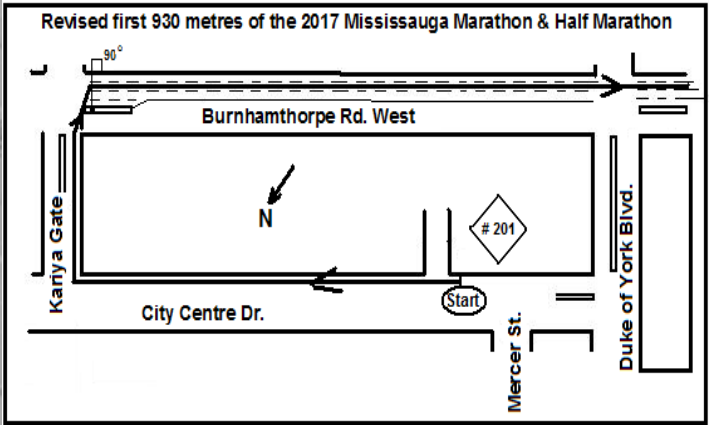 Revised first 930 metres of the 2017 Mississauga Marathon & Half Marathon
90°
Burnhamthorpe Rd. West
Kariya Gate
N
# 201
Start
City Centre Dr.
Mercer St.
Duke of York Blvd.